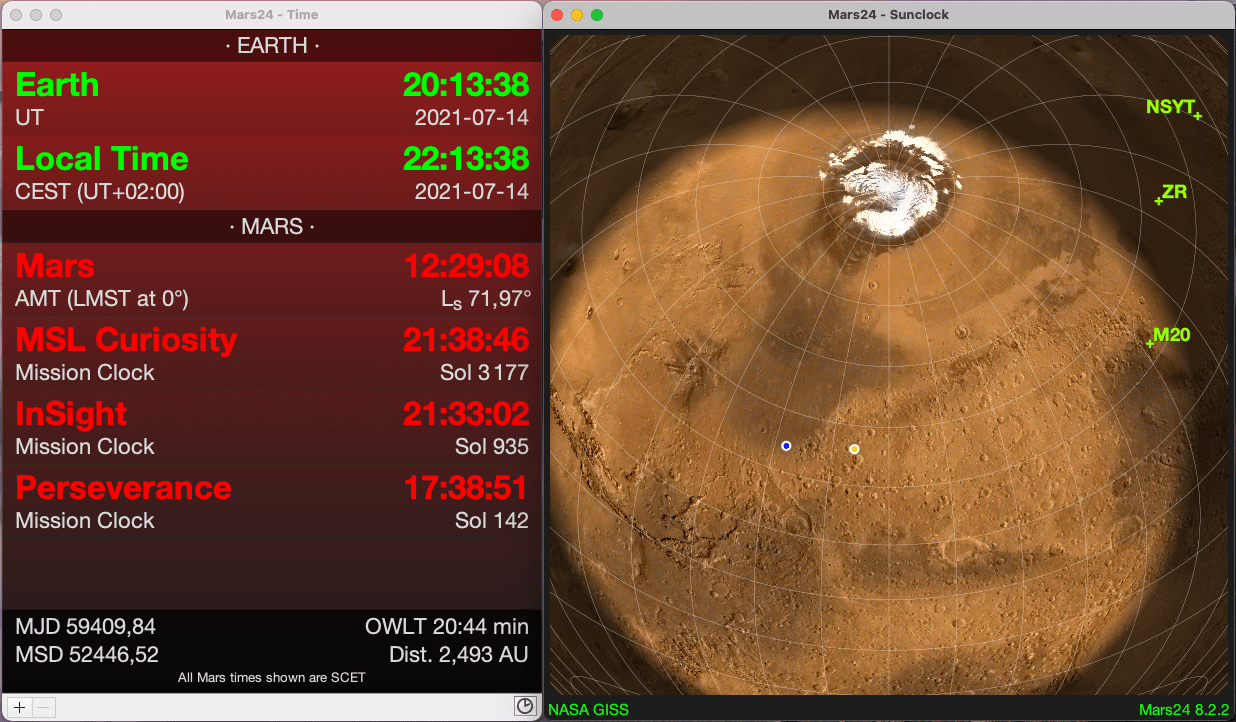 Mars24 - Time
· EARTH ·
Earth 20:13:38
UT 2021-07-14
Local Time 22:13:38
CEST (UT+02:00) 2021-07-14
· MARS ·
Mars 12:29:08
AMT (LMST at 0°) Ls 71,97°
MSL Curiosity 21:38:46
Mission Clock Sol 3 177
InSight 21:33:02
Mission Clock Sol 935
Perseverance 17:38:51
Mission Clock Sol 142
MJD 59409,84 OWLT 20:44 min
MSD 52446,52 Dist. 2,493 AU
All Mars times shown are SCET
Mars24 - Sunclock
NSYT
ZR
M20
NASA GISS Mars24 8.2.2